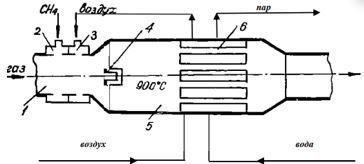 CH₄ воздух пар
2 3 4 6
газ
900°C
1 5
воздух вода